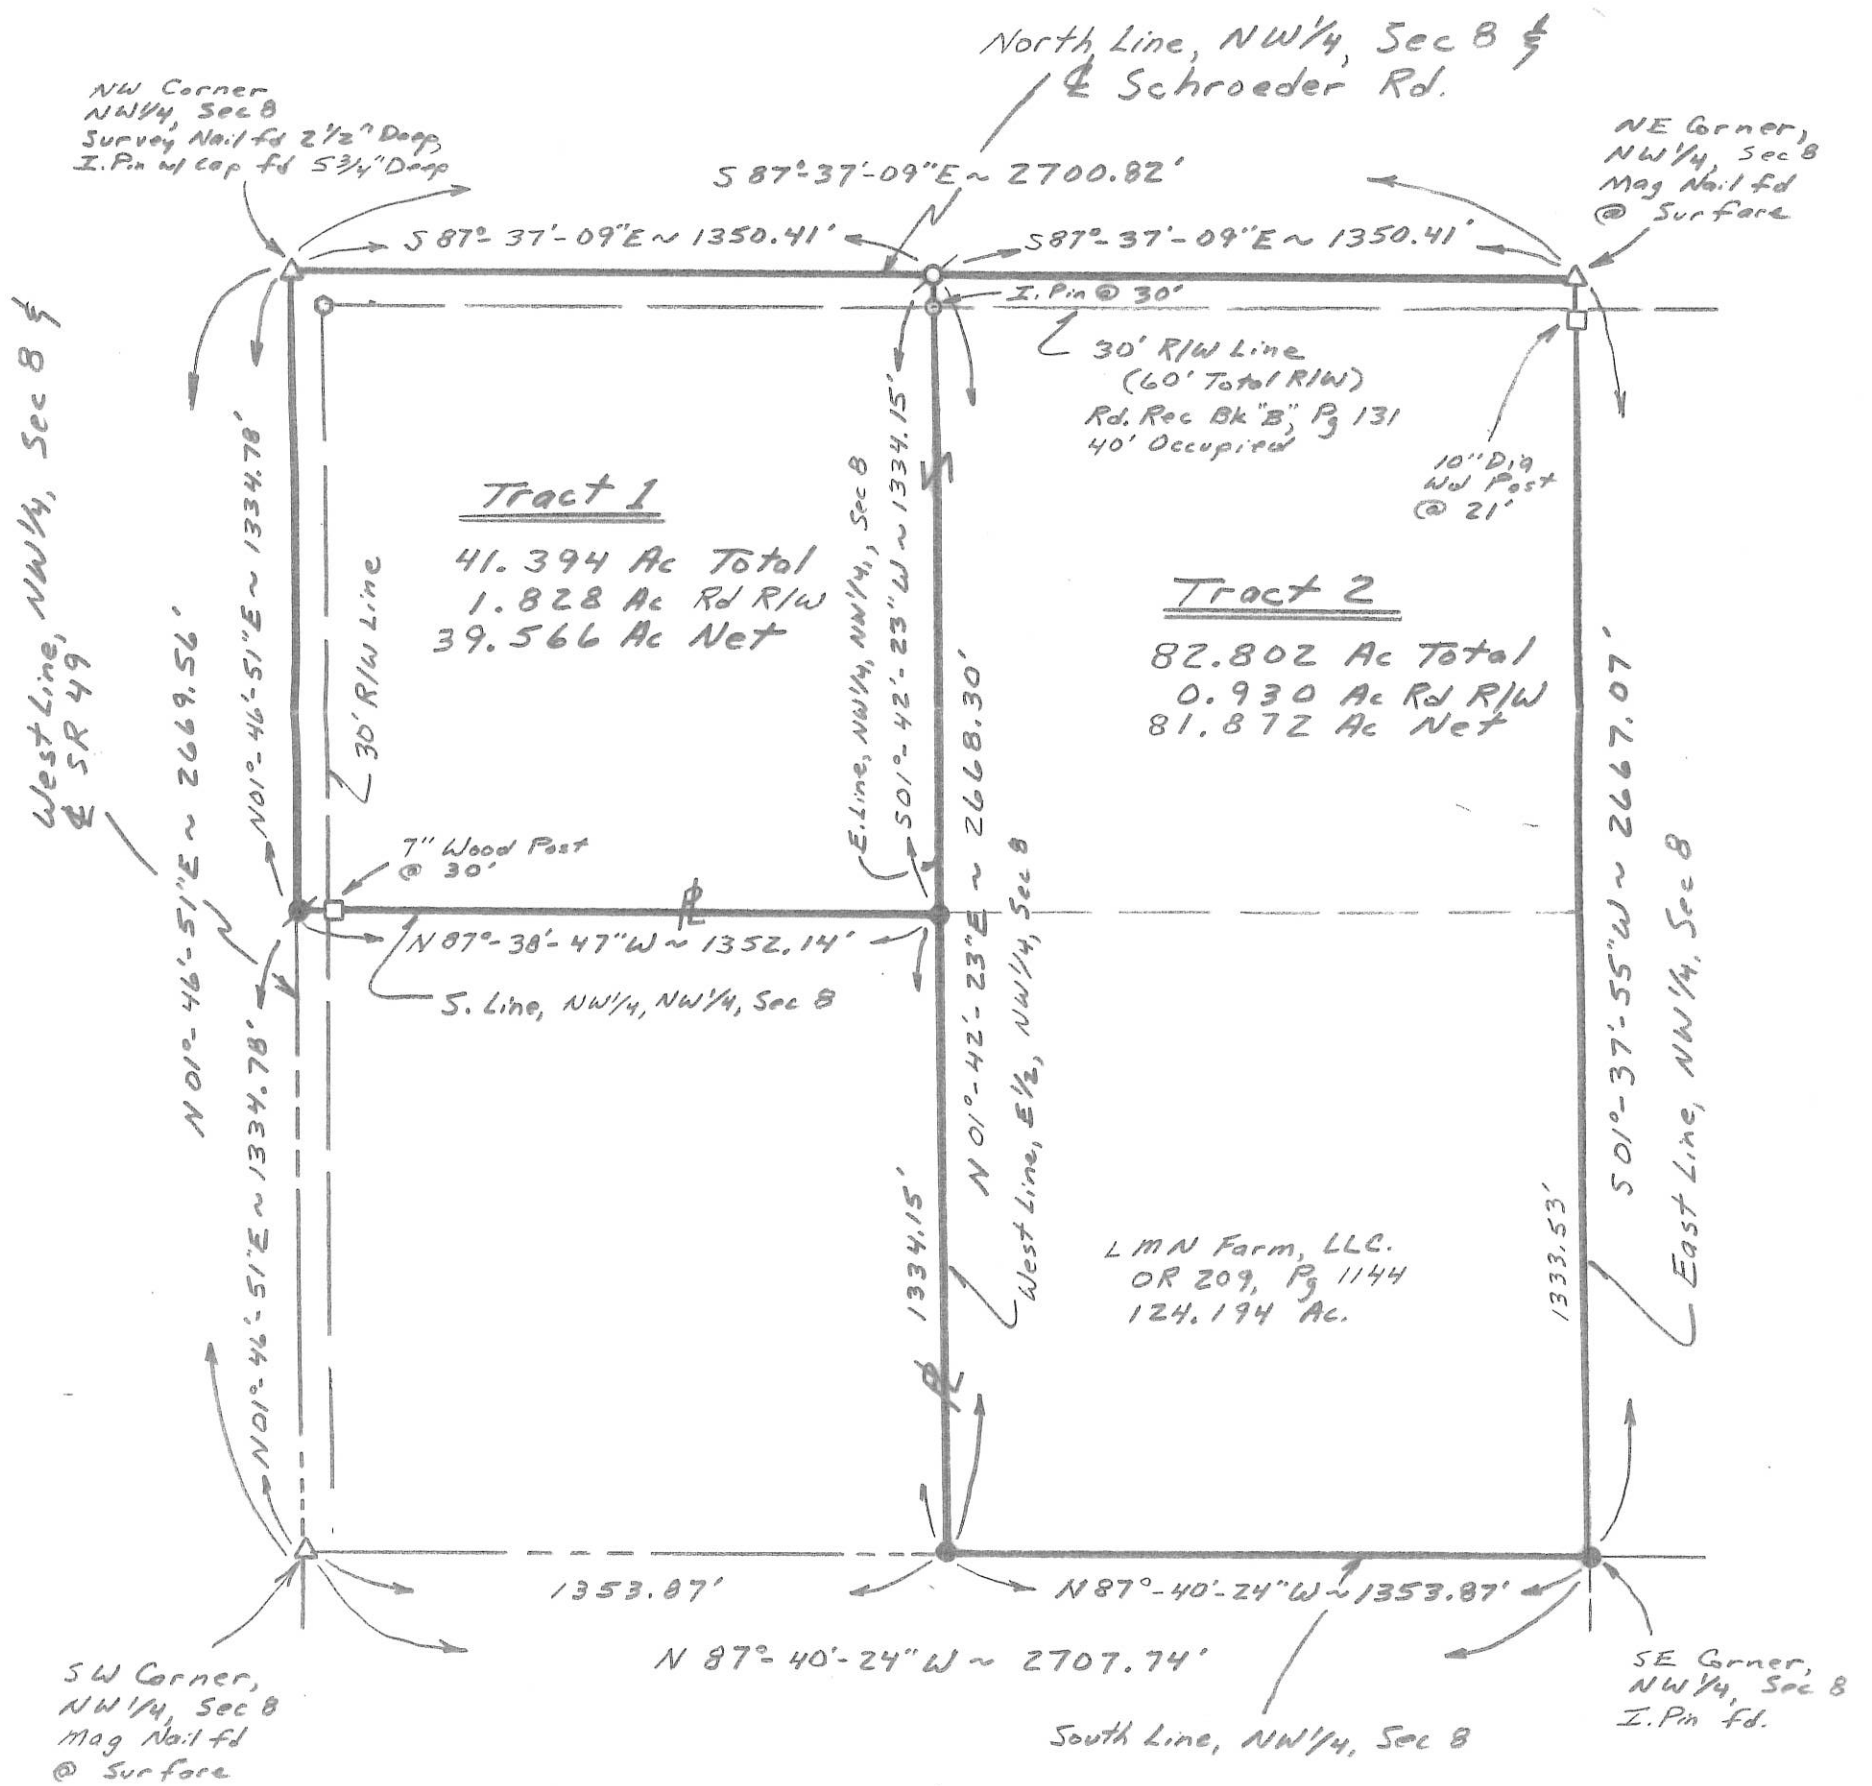 North Line, NW1/4, Sec 8 &
℄ Schroeder Rd.
NW Corner
NW1/4, Sec 8
Survey Nail fd 2 1/2" Deep,
I.Pin w/ Cap fd 5 3/4" Deep
NE Corner,
NW1/4, Sec 8
Mag Nail fd
@ Surface
S 87°-37'-09"E ~ 2700.82'
S 87°-37'-09"E ~ 1350.41'
S 87°-37'-09"E ~ 1350.41'
I.Pin @ 30'
30' R/W Line
(60' Total R/W)
Rd. Rec Bk "B", Pg 131
40' Occupied
10" Dia
Wd Post
@ 21'
West Line, NW1/4, Sec 8 &
℄ SR 49
N 01°-46'-51"E ~ 2669.56'
N01°-46'-51"E ~ 1334.78'
30' R/W Line
Tract 1
41.394 Ac Total
1.828 Ac Rd R/W
39.566 Ac Net
E. Line, NW1/4, NW1/4, Sec 8
S01°-42'-23"W ~ 1334.15'
Tract 2
82.802 Ac Total
0.930 Ac Rd R/W
81.872 Ac Net
N 01°-42'-23"E ~ 2668.30'
West Line, E1/2, NW1/4, Sec 8
S 01°-37'-55"W ~ 2667.07'
East Line, NW1/4, Sec 8
7" Wood Post
@ 30'
PL
N 87°-38'-47"W ~ 1352.14'
S. Line, NW1/4, NW1/4, Sec 8
N01°-46'-51"E ~ 1334.78'
1334.15'
1333.53'
LMN Farm, LLC.
OR 209, Pg 1144
124.194 Ac.
PL
1353.87'
N 87°-40'-24"W ~ 1353.87'
N 87°-40'-24"W ~ 2707.74'
SW Corner,
NW1/4, Sec 8
Mag Nail fd
@ Surface
South Line, NW1/4, Sec 8
SE Corner,
NW1/4, Sec 8
I.Pin fd.